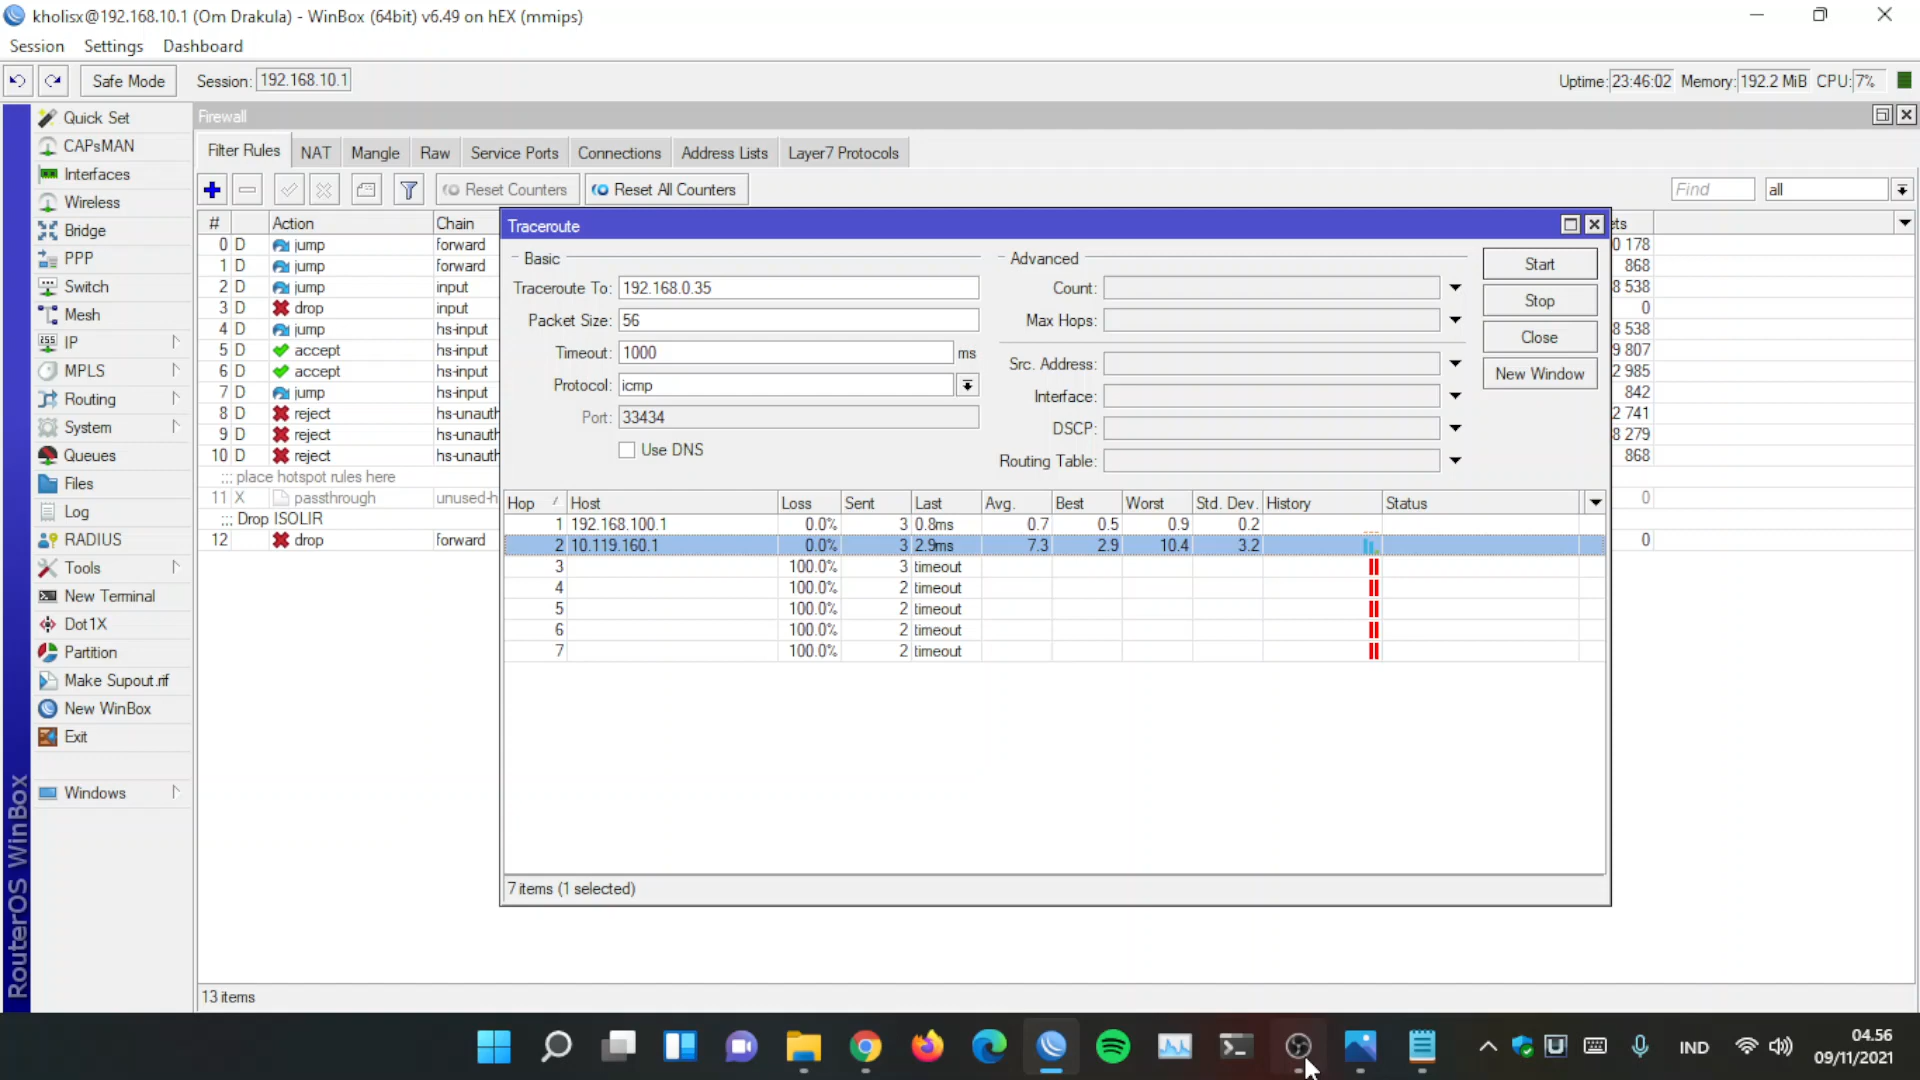 kholisx@192.168.10.1 (Om Drakula) - WinBox (64bit) v6.49 on hEX (mmips)
Session Settings Dashboard
Safe Mode Session: 192.168.10.1 Uptime: 23:46:02 Memory: 192.2 MiB CPU: 7%
Quick Set
CAPsMAN
Interfaces
Wireless
Bridge
PPP
Switch
Mesh
IP
MPLS
Routing
System
Queues
Files
Log
RADIUS
Tools
New Terminal
Dot1X
Partition
Make Supout.rif
New WinBox
Exit
Windows
RouterOS WinBox
Firewall
Filter Rules NAT Mangle Raw Service Ports Connections Address Lists Layer7 Protocols
Reset Counters Reset All Counters Find all
# Action Chain ets
0 D jump forward 0 178
1 D jump forward 868
2 D jump input 8 538
3 D drop input 0
4 D jump hs-input 8 538
5 D accept hs-input 9 807
6 D accept hs-input 2 985
7 D jump hs-input 842
8 D reject hs-unauth 2 741
9 D reject hs-unauth 8 279
10 D reject hs-unauth 868
::: place hotspot rules here
11 X passthrough unused-h 0
::: Drop ISOLIR
12 drop forward 0
13 items
Traceroute
Basic
Traceroute To: 192.168.0.35
Packet Size: 56
Timeout: 1000 ms
Protocol: icmp
Port: 33434
Use DNS
Advanced
Count:
Max Hops:
Src. Address:
Interface:
DSCP:
Routing Table:
Start
Stop
Close
New Window
Hop Host Loss Sent Last Avg. Best Worst Std. Dev. History Status
1 192.168.100.1 0.0% 3 0.8ms 0.7 0.5 0.9 0.2
2 10.119.160.1 0.0% 3 2.9ms 7.3 2.9 10.4 3.2
3 100.0% 3 timeout
4 100.0% 2 timeout
5 100.0% 2 timeout
6 100.0% 2 timeout
7 100.0% 2 timeout
7 items (1 selected)
IND
04.56
09/11/2021